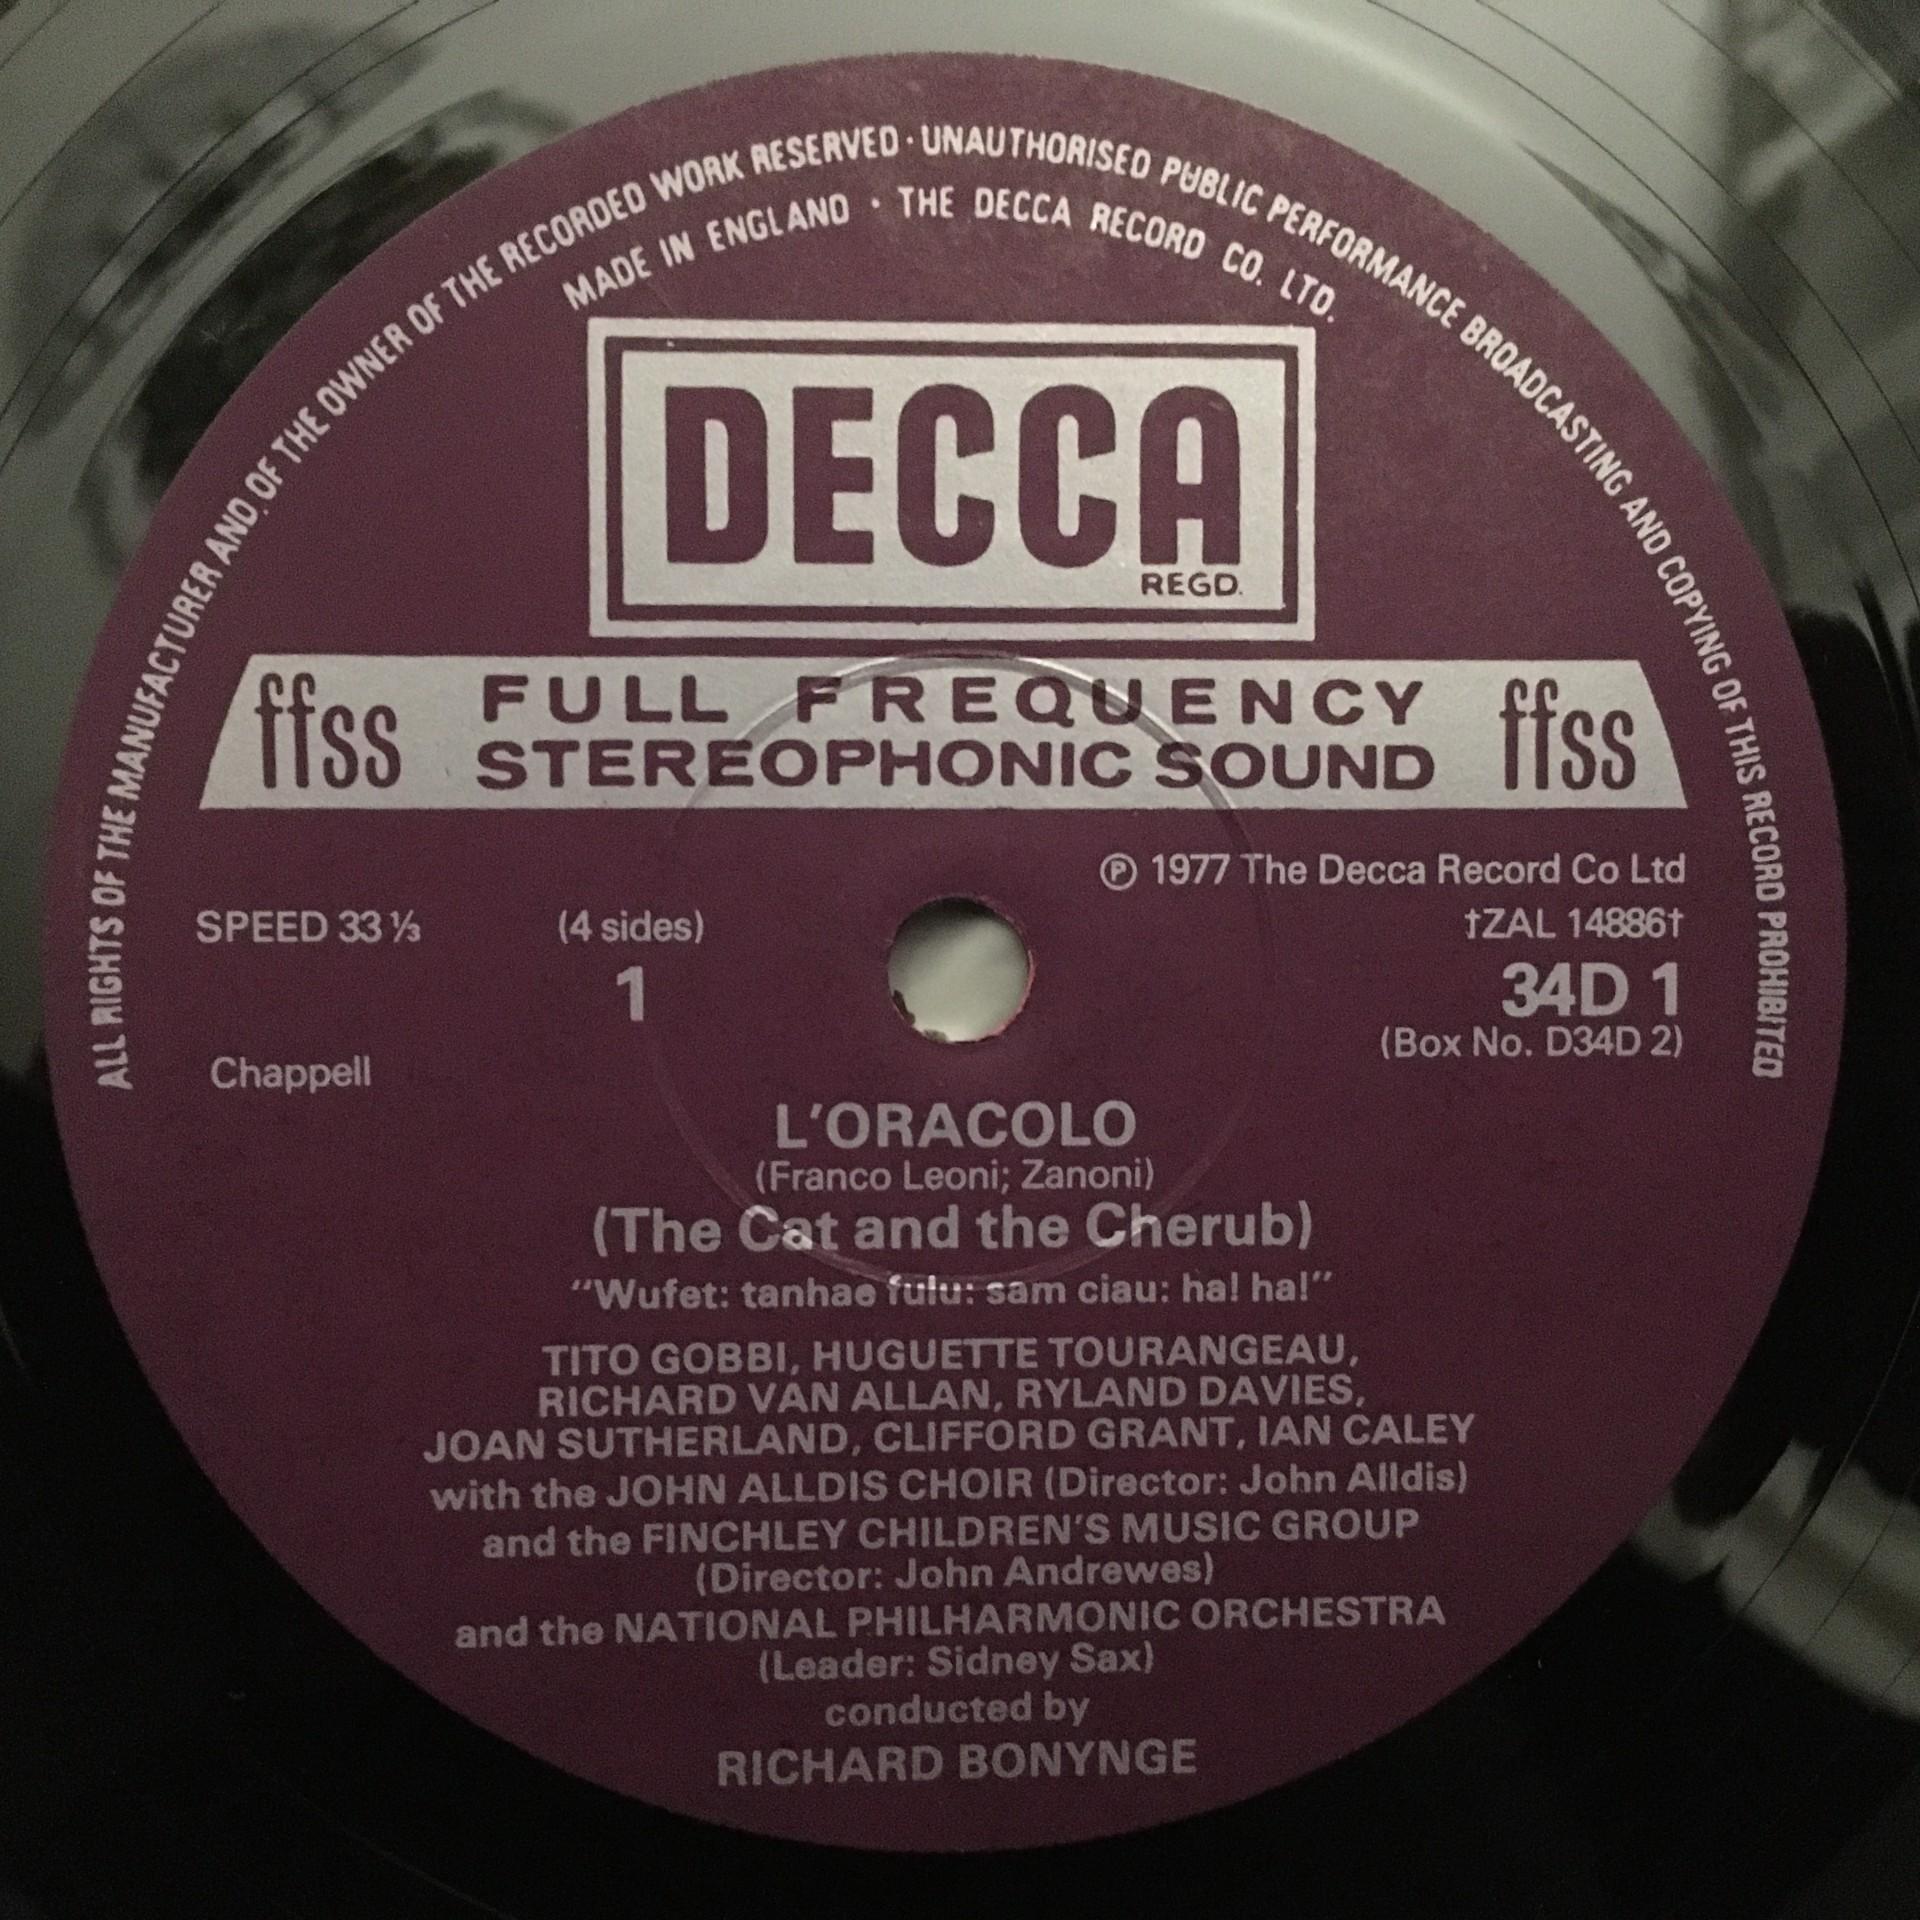 ALL RIGHTS OF THE MANUFACTURER AND OF THE OWNER OF THE RECORDED WORK RESERVED · UNAUTHORISED PUBLIC PERFORMANCE BROADCASTING AND COPYING OF THIS RECORD PROHIBITED
MADE IN ENGLAND · THE DECCA RECORD CO. LTD.
DECCA
REGD.
ffss FULL FREQUENCY ffss
STEREOPHONIC SOUND
℗ 1977 The Decca Record Co Ltd
SPEED 33⅓ (4 sides) †ZAL 14886†
1 34D 1
(Box No. D34D 2)
Chappell
L'ORACOLO
(Franco Leoni; Zanoni)
(The Cat and the Cherub)
“Wufet: tanhae fulu: sam ciau: ha! ha!”
TITO GOBBI, HUGUETTE TOURANGEAU,
RICHARD VAN ALLAN, RYLAND DAVIES,
JOAN SUTHERLAND, CLIFFORD GRANT, IAN CALEY
with the JOHN ALLDIS CHOIR (Director: John Alldis)
and the FINCHLEY CHILDREN'S MUSIC GROUP
(Director: John Andrewes)
and the NATIONAL PHILHARMONIC ORCHESTRA
(Leader: Sidney Sax)
conducted by
RICHARD BONYNGE